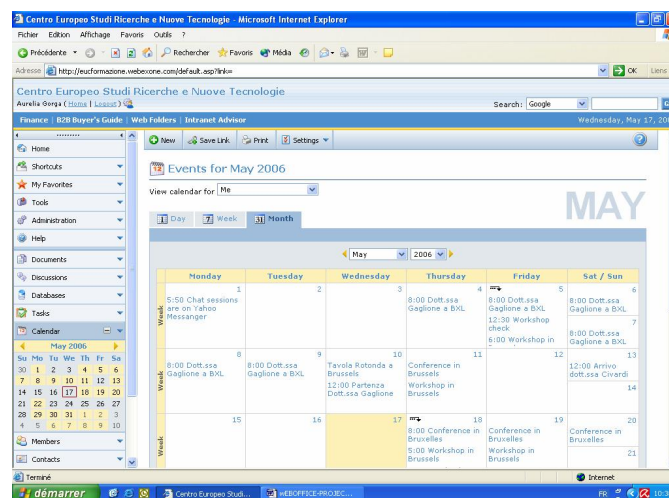 Centro Europeo Studi Ricerche e Nuove Tecnologie - Microsoft Internet Explorer
Fichier Edition Affichage Favoris Outils ?
Précédente Rechercher Favoris Média
Adresse http://eucformazione.webexone.com/default.asp?link= OK Liens
Centro Europeo Studi Ricerche e Nuove Tecnologie
Aurelia Gorga ( Home | Logout ) Search: Google
Finance | B2B Buyer's Guide | Web Folders | Intranet Advisor Wednesday, May 17, 20
New Save Link Print Settings
Home
Shortcuts
My Favorites
Tools
Administration
Help
Documents
Discussions
Databases
Tasks
Calendar
May 2006
Su Mo Tu We Th Fr Sa
30 1 2 3 4 5 6
7 8 9 10 11 12 13
14 15 16 17 18 19 20
21 22 23 24 25 26 27
28 29 30 31 1 2 3
4 5 6 7 8 9 10
Members
Contacts
12 Events for May 2006
View calendar for Me
MAY
1 Day 7 Week 31 Month
May 2006
Monday Tuesday Wednesday Thursday Friday Sat / Sun
Week
1
5:50 Chat sessions
are on Yahoo
Messanger
2
3
4
8:00 Dott.ssa
Gaglione a BXL
5
8:00 Dott.ssa
Gaglione a BXL
12:30 Workshop
check
6:00 Workshop in
6
8:00 Dott.ssa
Gaglione a BXL
7
8:00 Dott.ssa
Gaglione a BXL
Week
8
8:00 Dott.ssa
Gaglione a BXL
9
8:00 Dott.ssa
Gaglione a BXL
10
Tavola Rotonda a
Brussels
12:00 Partenza
Dott.ssa Gaglione
11
Conference in
Brussels
Workshop in
Brussels
12
13
12:00 Arrivo
dott.ssa Civardi
14
Week
15
16
17
18
8:00 Conference in
Bruxelles
5:00 Workshop in
Brussels
19
Conference in
Bruxelles
Workshop in
Brussels
20
Conference in
Bruxelles
21
Terminé Internet
démarrer Centro Europeo Studi... wEBOFFICE-PROJEC... FR